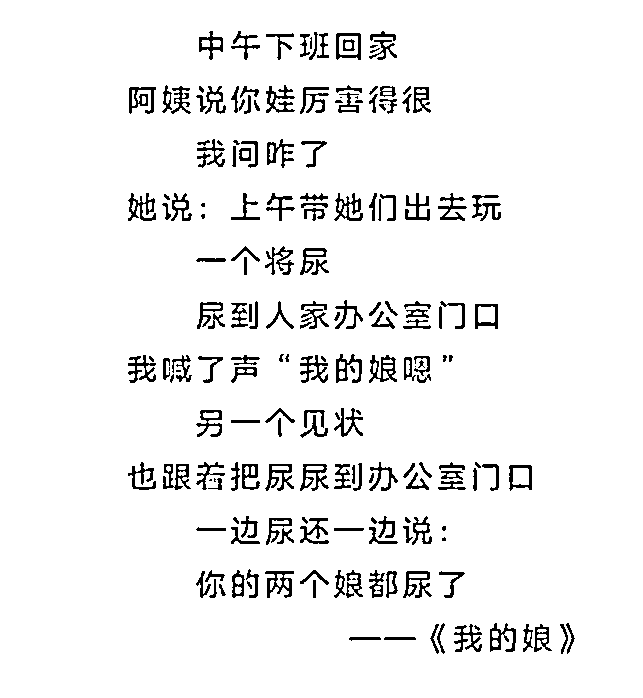 中午下班回家
阿姨说你娃厉害得很
我问咋了
她说：上午带她们出去玩
一个将尿
尿到人家办公室门口
我喊了声“我的娘嗯”
另一个见状
也跟着把尿尿到办公室门口
一边尿还一边说：
你的两个娘都尿了
——《我的娘》